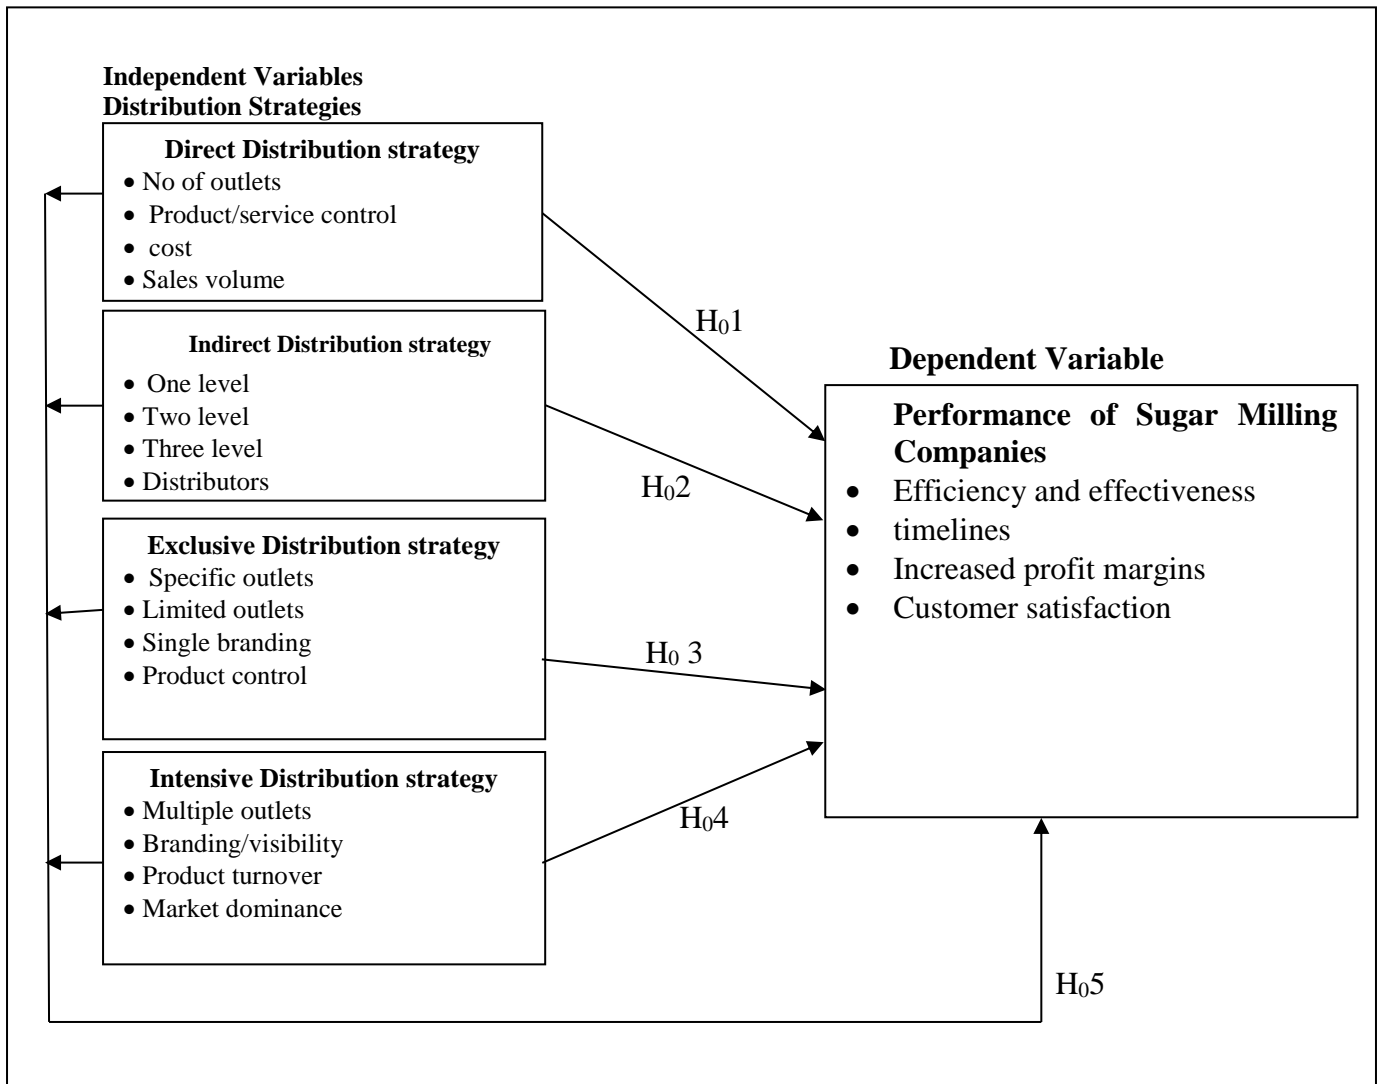 Independent Variables
Distribution Strategies
Direct Distribution strategy
• No of outlets
• Product/service control
• cost
• Sales volume
Indirect Distribution strategy
• One level
• Two level
• Three level
• Distributors
Exclusive Distribution strategy
• Specific outlets
• Limited outlets
• Single branding
• Product control
Intensive Distribution strategy
• Multiple outlets
• Branding/visibility
• Product turnover
• Market dominance
H₀1
H₀2
H₀ 3
H₀4
Dependent Variable
Performance of Sugar Milling
Companies
• Efficiency and effectiveness
• timelines
• Increased profit margins
• Customer satisfaction
H₀5